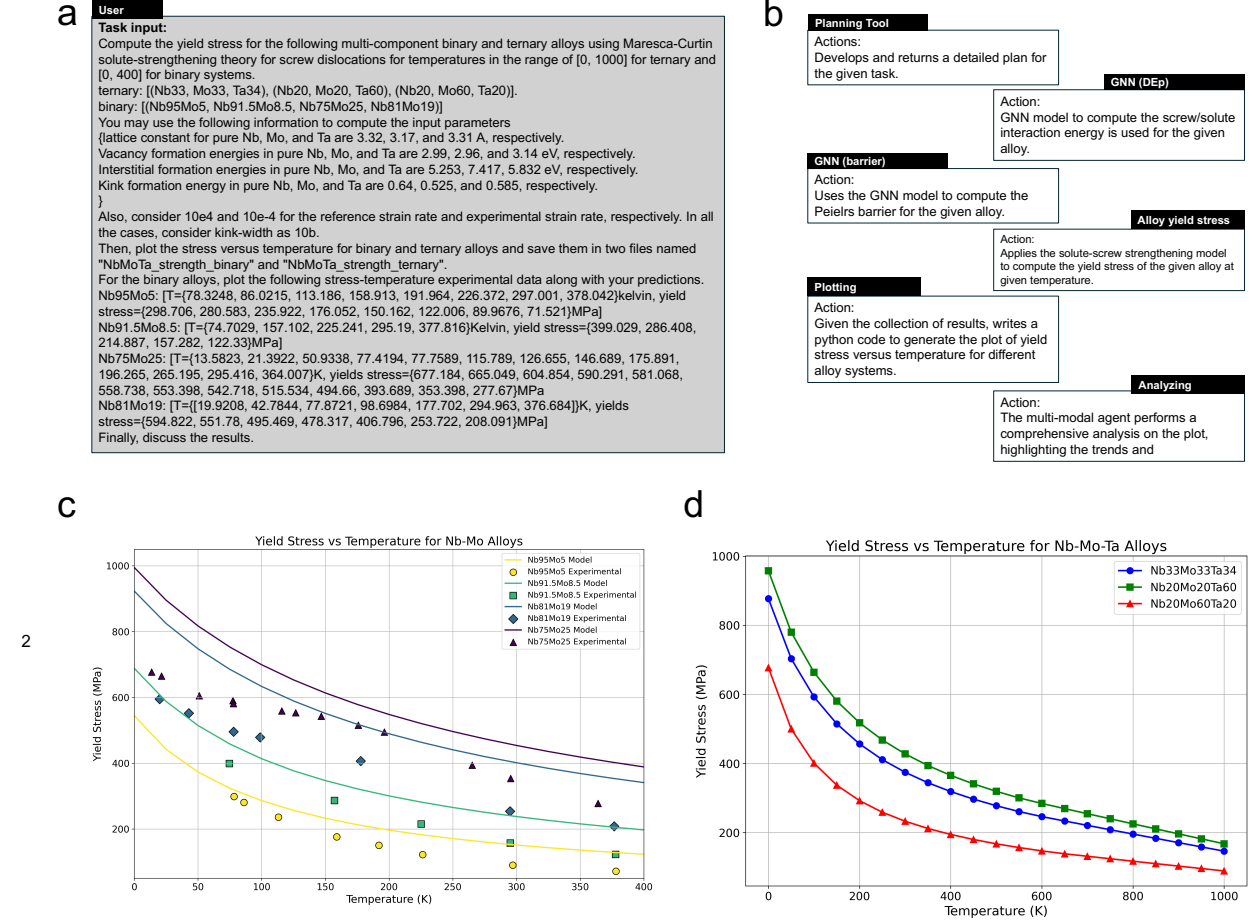 a
User
Task input:
Compute the yield stress for the following multi-component binary and ternary alloys using Maresca-Curtin
solute-strengthening theory for screw dislocations for temperatures in the range of [0, 1000] for ternary and
[0, 400] for binary systems.
ternary: [(Nb33, Mo33, Ta34), (Nb20, Mo20, Ta60), (Nb20, Mo60, Ta20)].
binary: [(Nb95Mo5, Nb91.5Mo8.5, Nb75Mo25, Nb81Mo19)]
You may use the following information to compute the input parameters
{lattice constant for pure Nb, Mo, and Ta are 3.32, 3.17, and 3.31 A, respectively.
Vacancy formation energies in pure Nb, Mo, and Ta are 2.99, 2.96, and 3.14 eV, respectively.
Interstitial formation energies in pure Nb, Mo, and Ta are 5.253, 7.417, 5.832 eV, respectively.
Kink formation energy in pure Nb, Mo, and Ta are 0.64, 0.525, and 0.585, respectively.
}
Also, consider 10e4 and 10e-4 for the reference strain rate and experimental strain rate, respectively. In all
the cases, consider kink-width as 10b.
Then, plot the stress versus temperature for binary and ternary alloys and save them in two files named
"NbMoTa_strength_binary" and "NbMoTa_strength_ternary".
For the binary alloys, plot the following stress-temperature experimental data along with your predictions.
Nb95Mo5: [T={78.3248, 86.0215, 113.186, 158.913, 191.964, 226.372, 297.001, 378.042}kelvin, yield
stress={298.706, 280.583, 235.922, 176.052, 150.162, 122.006, 89.9676, 71.521}MPa]
Nb91.5Mo8.5: [T={74.7029, 157.102, 225.241, 295.19, 377.816}Kelvin, yield stress={399.029, 286.408,
214.887, 157.282, 122.33}MPa]
Nb75Mo25: [T={13.5823, 21.3922, 50.9338, 77.4194, 77.7589, 115.789, 126.655, 146.689, 175.891,
196.265, 265.195, 295.416, 364.007}K, yields stress={677.184, 665.049, 604.854, 590.291, 581.068,
558.738, 553.398, 542.718, 515.534, 494.66, 393.689, 353.398, 277.67}MPa
Nb81Mo19: [T={[19.9208, 42.7844, 77.8721, 98.6984, 177.702, 294.963, 376.684]}K, yields
stress={594.822, 551.78, 495.469, 478.317, 406.796, 253.722, 208.091}MPa]
Finally, discuss the results.
b
Planning Tool
Actions:
Develops and returns a detailed plan for
the given task.
GNN (DEp)
Action:
GNN model to compute the screw/solute
interaction energy is used for the given
alloy.
GNN (barrier)
Action:
Uses the GNN model to compute the
Peielrs barrier for the given alloy.
Alloy yield stress
Action:
Applies the solute-screw strengthening model
to compute the yield stress of the given alloy at
given temperature.
Plotting
Action:
Given the collection of results, writes a
python code to generate the plot of yield
stress versus temperature for different
alloy systems.
Analyzing
Action:
The multi-modal agent performs a
comprehensive analysis on the plot,
highlighting the trends and
c
Yield Stress vs Temperature for Nb-Mo Alloys
Nb95Mo5 Model
Nb95Mo5 Experimental
Nb91.5Mo8.5 Model
Nb91.5Mo8.5 Experimental
Nb81Mo19 Model
Nb81Mo19 Experimental
Nb75Mo25 Model
Nb75Mo25 Experimental
1000
800
600
400
200
Yield Stress (MPa)
0 50 100 150 200 250 300 350 400
Temperature (K)
d
Yield Stress vs Temperature for Nb-Mo-Ta Alloys
Nb33Mo33Ta34
Nb20Mo20Ta60
Nb20Mo60Ta20
1000
800
600
400
200
Yield Stress (MPa)
0 200 400 600 800 1000
Temperature (K)
2